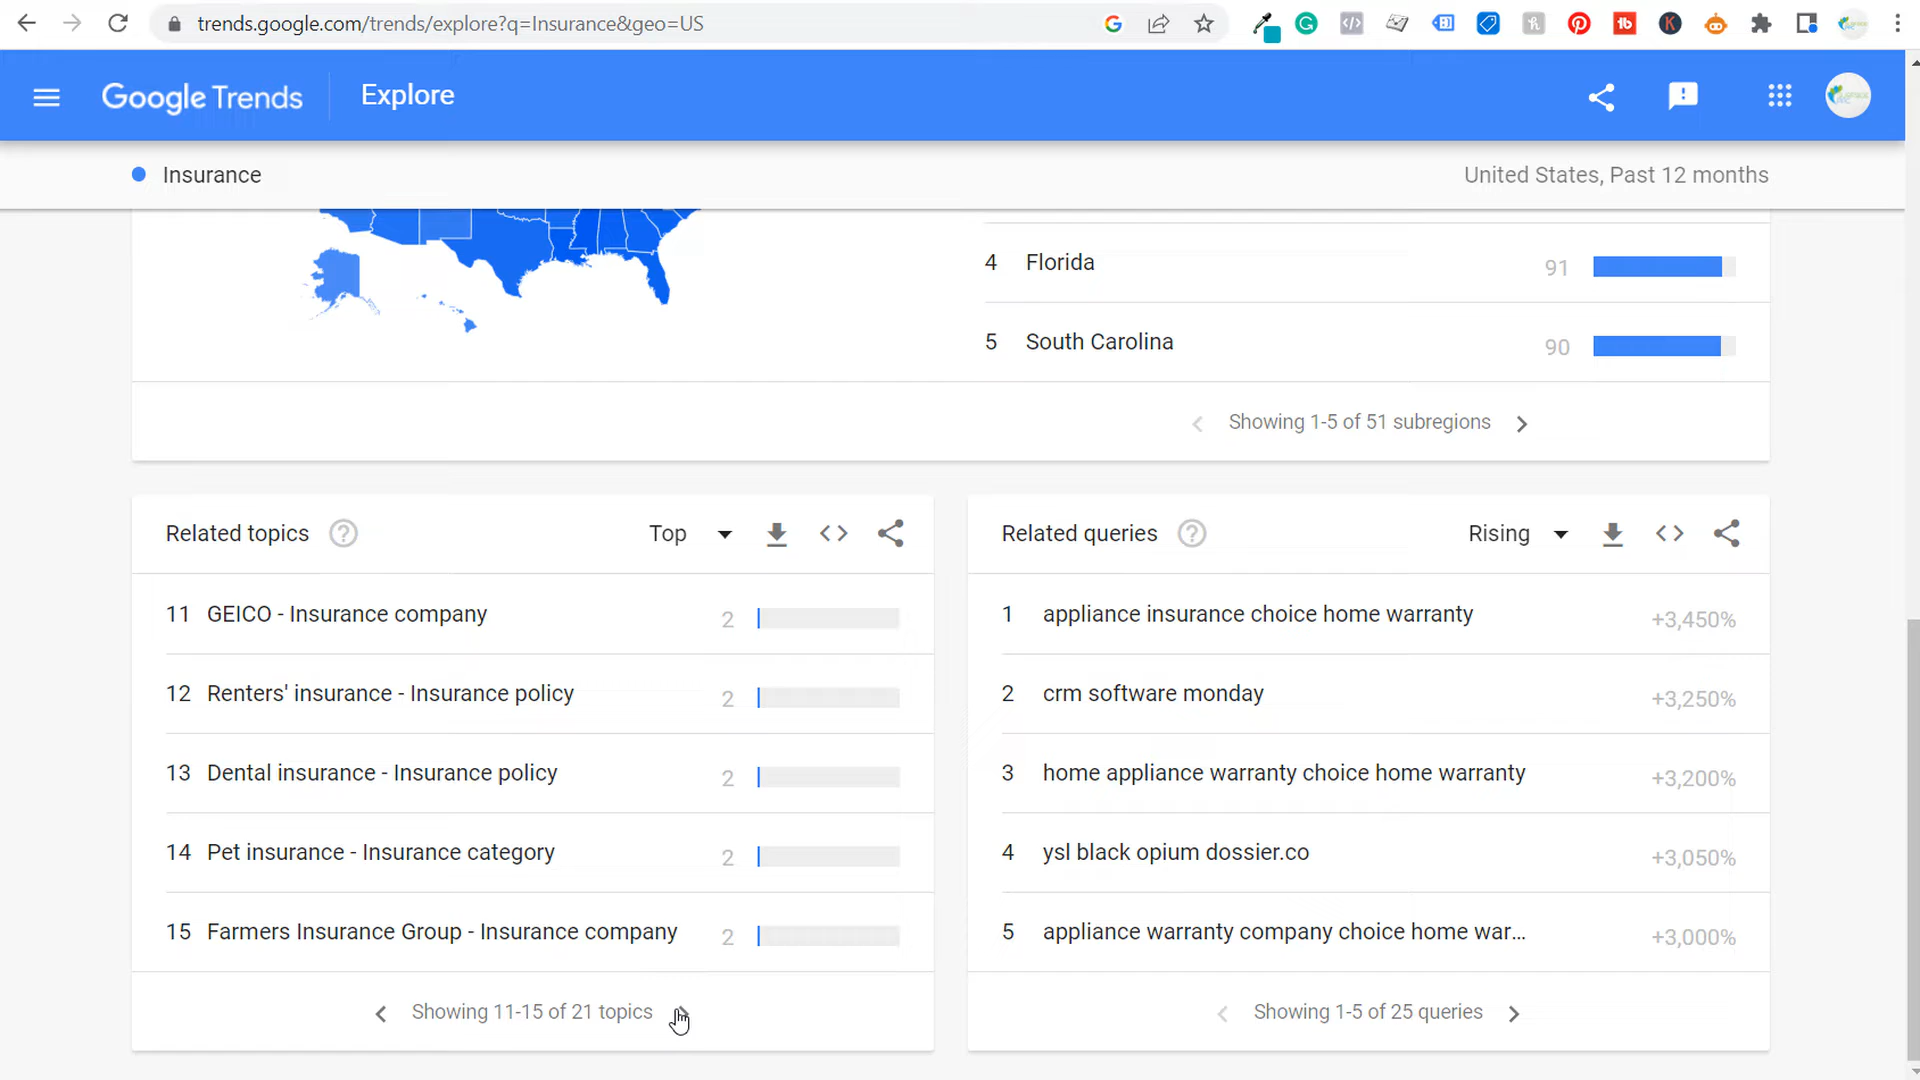 trends.google.com/trends/explore?q=Insurance&geo=US
Google Trends
Explore
Insurance
United States, Past 12 months
4 Florida 91
5 South Carolina 90
Showing 1-5 of 51 subregions
Related topics
Top
11 GEICO - Insurance company 2
12 Renters' insurance - Insurance policy 2
13 Dental insurance - Insurance policy 2
14 Pet insurance - Insurance category 2
15 Farmers Insurance Group - Insurance company 2
Showing 11-15 of 21 topics
Related queries
Rising
1 appliance insurance choice home warranty +3,450%
2 crm software monday +3,250%
3 home appliance warranty choice home warranty +3,200%
4 ysl black opium dossier.co +3,050%
5 appliance warranty company choice home war... +3,000%
Showing 1-5 of 25 queries